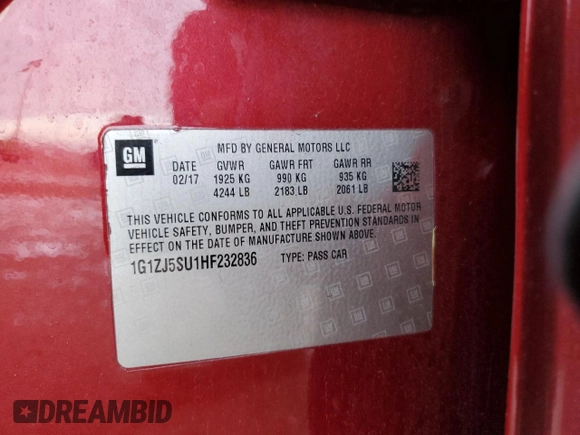 GM
MFD BY GENERAL MOTORS LLC
DATE GVWR GAWR FRT GAWR RR
02/17 1925 KG 990 KG 935 KG
4244 LB 2183 LB 2061 LB
THIS VEHICLE CONFORMS TO ALL APPLICABLE U.S. FEDERAL MOTOR
VEHICLE SAFETY, BUMPER, AND THEFT PREVENTION STANDARDS IN
EFFECT ON THE DATE OF MANUFACTURE SHOWN ABOVE.
1G1ZJ5SU1HF232836 TYPE: PASS CAR
DREAMBID